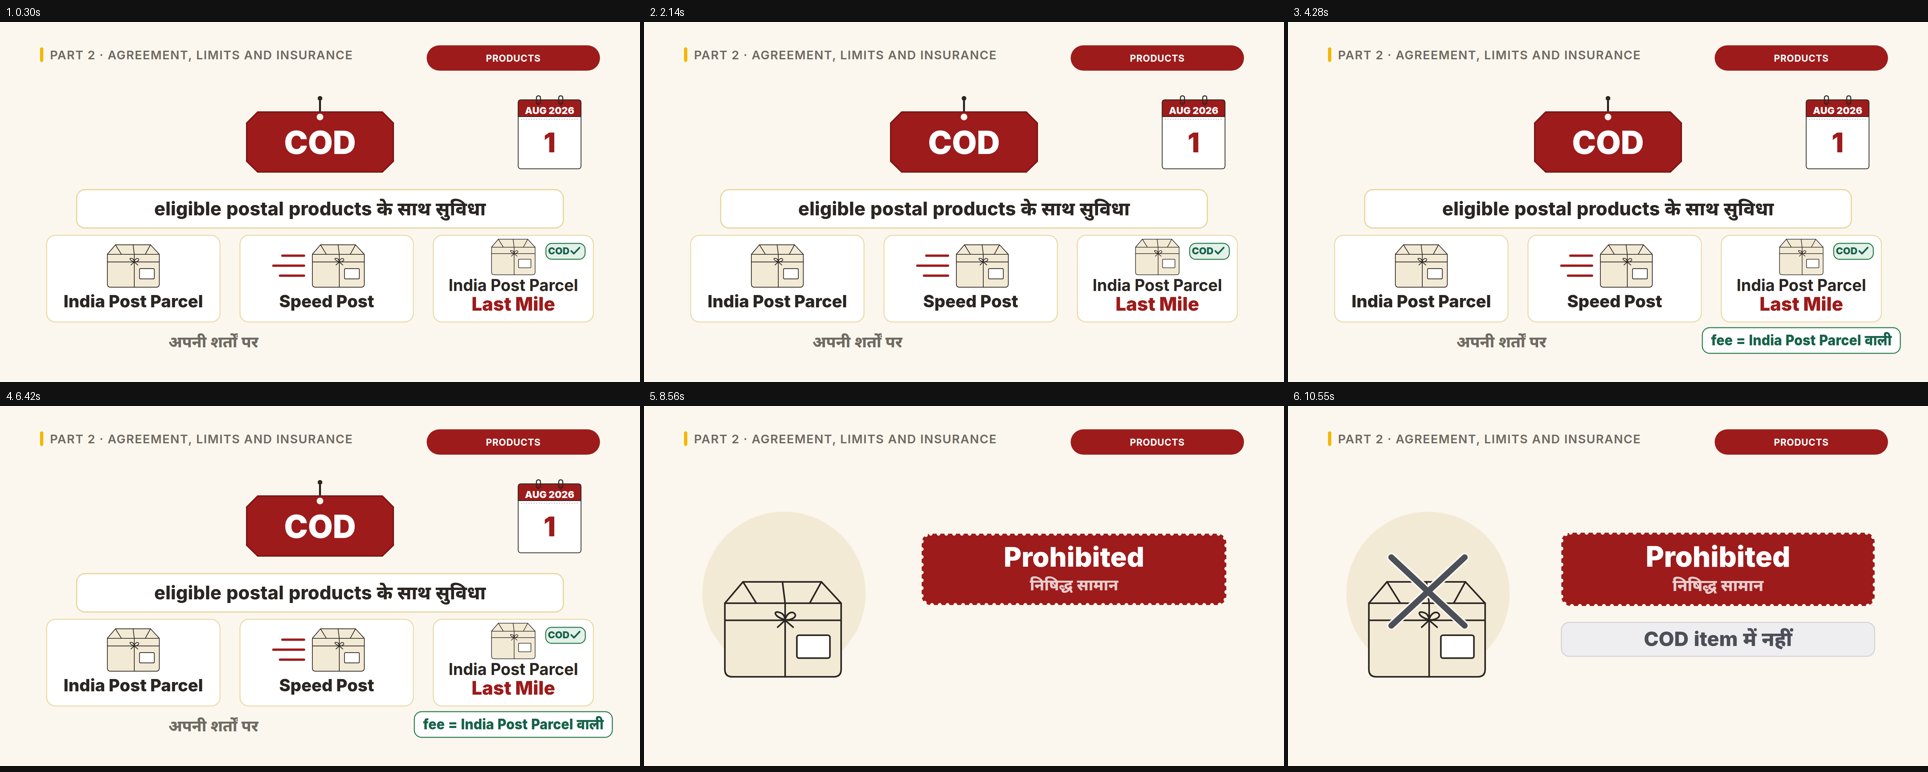 1. 0.30s
PART 2 · AGREEMENT, LIMITS AND INSURANCE
PRODUCTS
COD
AUG 2026
1
eligible postal products के साथ सुविधा
India Post Parcel
Speed Post
COD
India Post Parcel
Last Mile
अपनी शर्तों पर
2. 2.14s
PART 2 · AGREEMENT, LIMITS AND INSURANCE
PRODUCTS
COD
AUG 2026
1
eligible postal products के साथ सुविधा
India Post Parcel
Speed Post
COD
India Post Parcel
Last Mile
अपनी शर्तों पर
3. 4.28s
PART 2 · AGREEMENT, LIMITS AND INSURANCE
PRODUCTS
COD
AUG 2026
1
eligible postal products के साथ सुविधा
India Post Parcel
Speed Post
COD
India Post Parcel
Last Mile
अपनी शर्तों पर
fee = India Post Parcel वाली
4. 6.42s
PART 2 · AGREEMENT, LIMITS AND INSURANCE
PRODUCTS
COD
AUG 2026
1
eligible postal products के साथ सुविधा
India Post Parcel
Speed Post
COD
India Post Parcel
Last Mile
अपनी शर्तों पर
fee = India Post Parcel वाली
5. 8.56s
PART 2 · AGREEMENT, LIMITS AND INSURANCE
PRODUCTS
Prohibited
निषिद्ध सामान
6. 10.55s
PART 2 · AGREEMENT, LIMITS AND INSURANCE
PRODUCTS
Prohibited
निषिद्ध सामान
COD item में नहीं